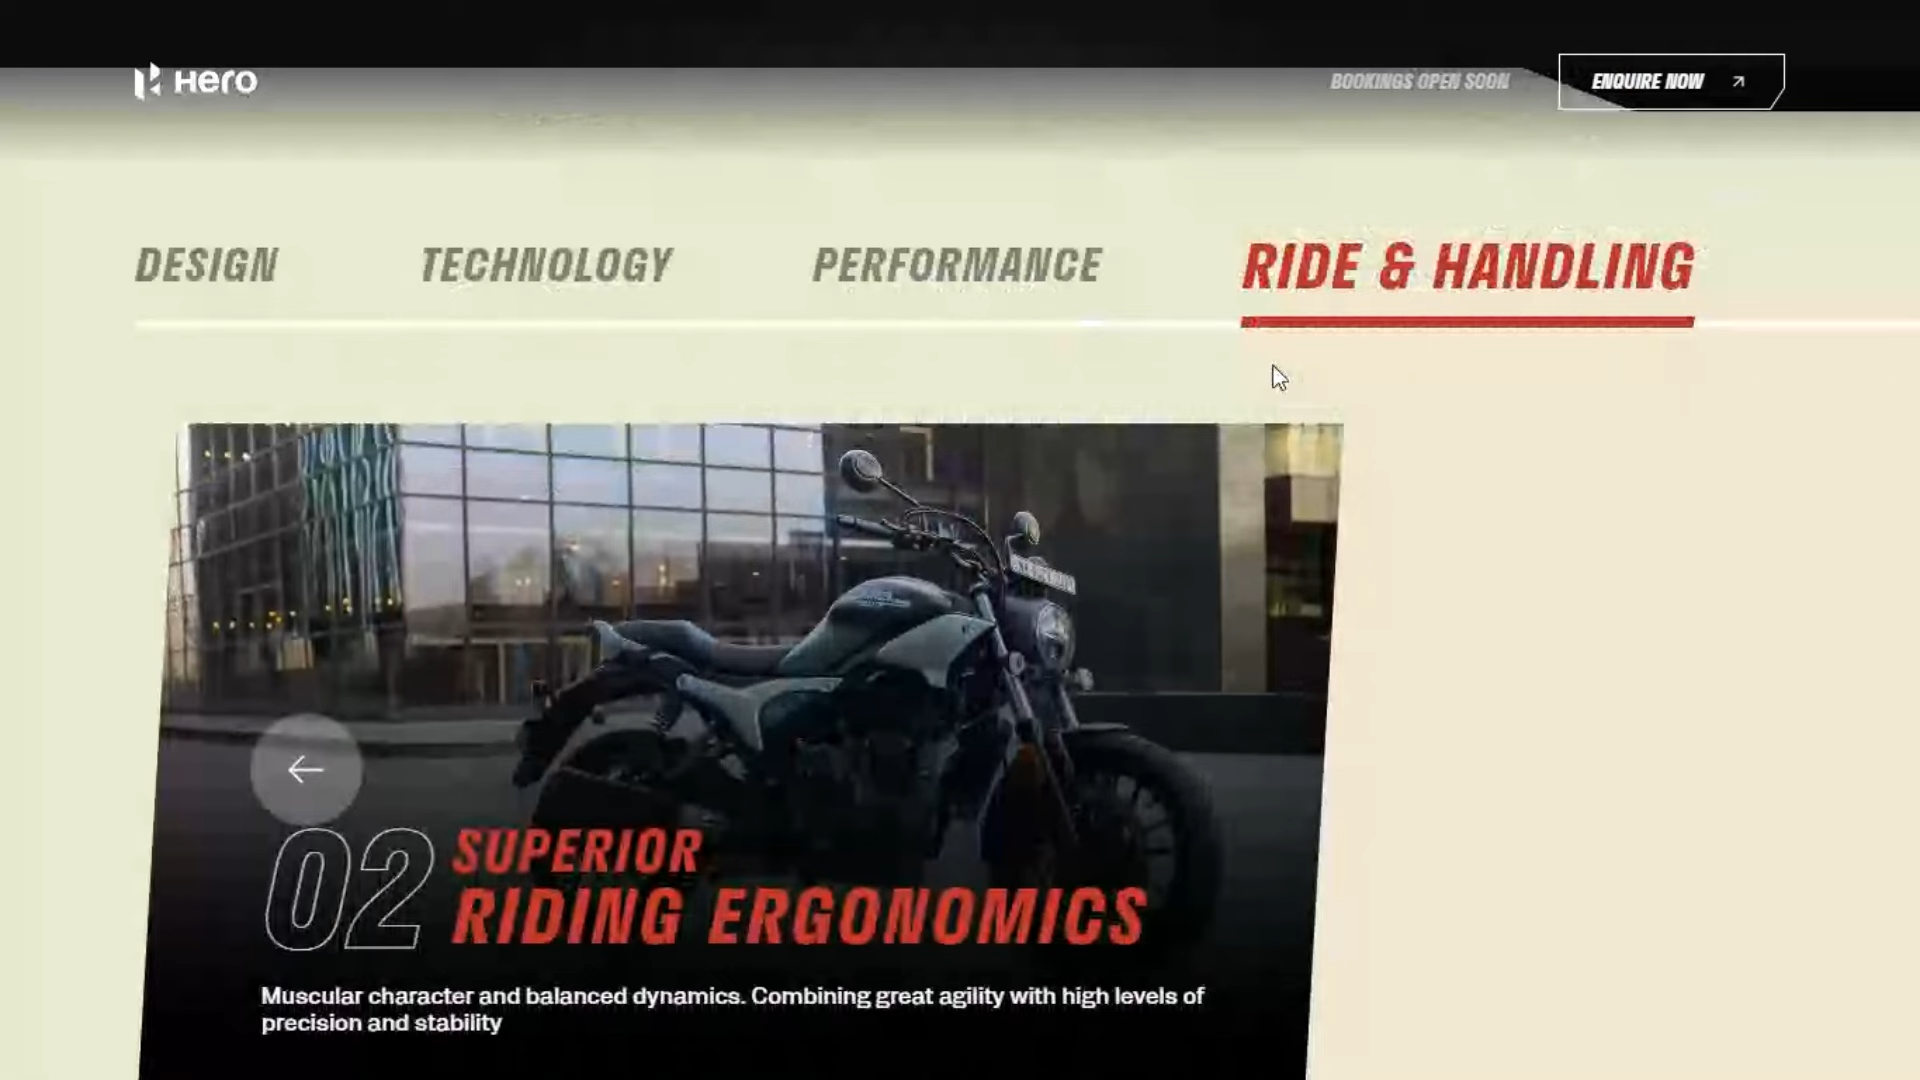 Hero
BOOKINGS OPEN SOON
ENQUIRE NOW
DESIGN
TECHNOLOGY
PERFORMANCE
RIDE & HANDLING
02
SUPERIOR
RIDING ERGONOMICS
Muscular character and balanced dynamics. Combining great agility with high levels of
precision and stability